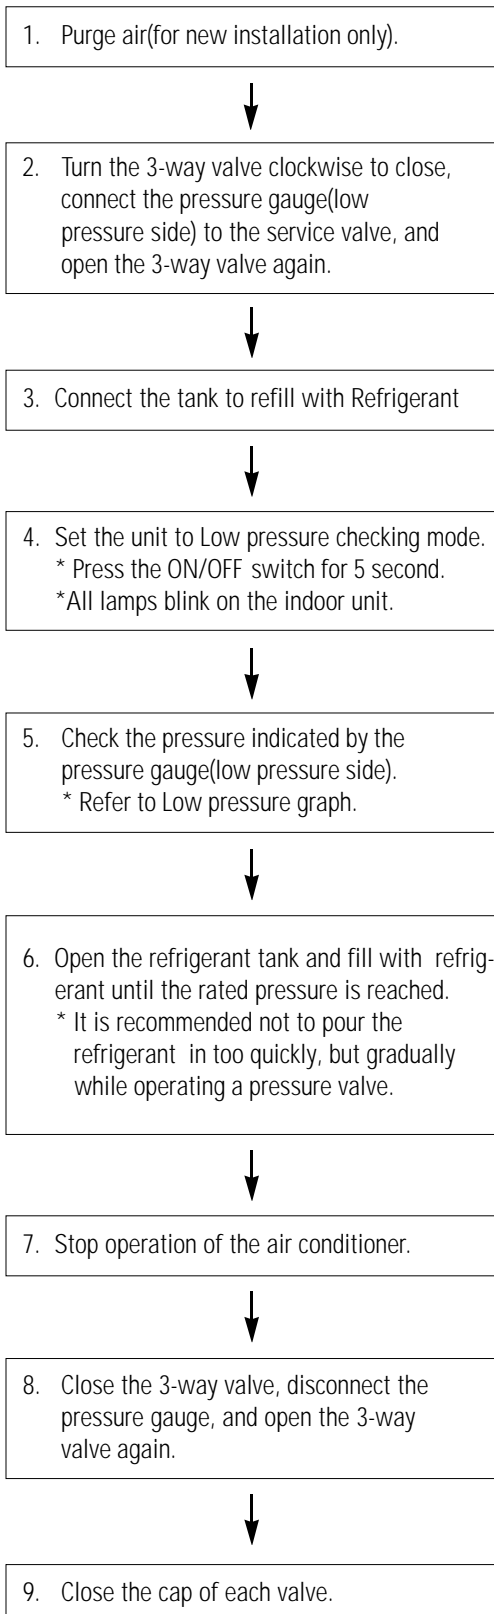 1. Purge air(for new installation only).
2. Turn the 3-way valve clockwise to close,
connect the pressure gauge(low
pressure side) to the service valve, and
open the 3-way valve again.
3. Connect the tank to refill with Refrigerant
4. Set the unit to Low pressure checking mode.
* Press the ON/OFF switch for 5 second.
*All lamps blink on the indoor unit.
5. Check the pressure indicated by the
pressure gauge(low pressure side).
* Refer to Low pressure graph.
6. Open the refrigerant tank and fill with refrig-
erant until the rated pressure is reached.
* It is recommended not to pour the
refrigerant in too quickly, but gradually
while operating a pressure valve.
7. Stop operation of the air conditioner.
8. Close the 3-way valve, disconnect the
pressure gauge, and open the 3-way
valve again.
9. Close the cap of each valve.